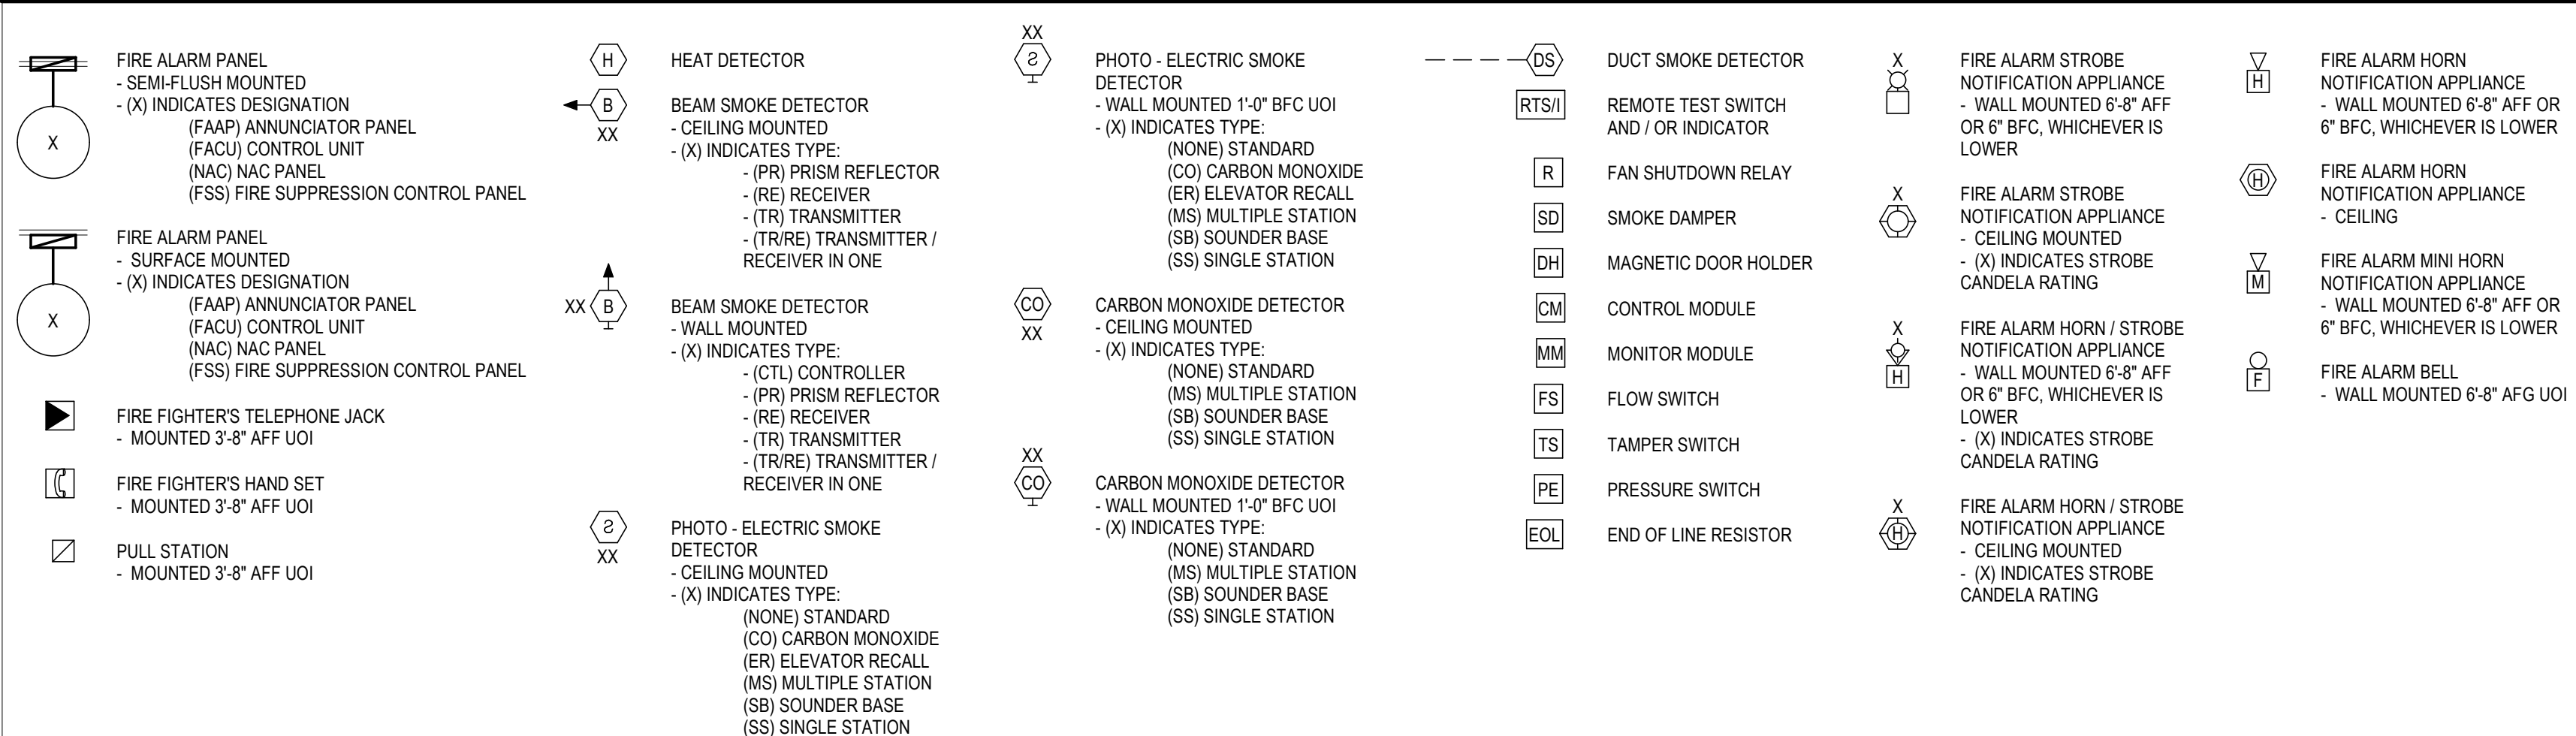 X
FIRE ALARM PANEL
- SEMI-FLUSH MOUNTED
- (X) INDICATES DESIGNATION
(FAAP) ANNUNCIATOR PANEL
(FACU) CONTROL UNIT
(NAC) NAC PANEL
(FSS) FIRE SUPPRESSION CONTROL PANEL
X
FIRE ALARM PANEL
- SURFACE MOUNTED
- (X) INDICATES DESIGNATION
(FAAP) ANNUNCIATOR PANEL
(FACU) CONTROL UNIT
(NAC) NAC PANEL
(FSS) FIRE SUPPRESSION CONTROL PANEL
FIRE FIGHTER'S TELEPHONE JACK
- MOUNTED 3'-8" AFF UOI
FIRE FIGHTER'S HAND SET
- MOUNTED 3'-8" AFF UOI
PULL STATION
- MOUNTED 3'-8" AFF UOI
H
HEAT DETECTOR
B
XX
BEAM SMOKE DETECTOR
- CEILING MOUNTED
- (X) INDICATES TYPE:
- (PR) PRISM REFLECTOR
- (RE) RECEIVER
- (TR) TRANSMITTER
- (TR/RE) TRANSMITTER /
RECEIVER IN ONE
XX B
BEAM SMOKE DETECTOR
- WALL MOUNTED
- (X) INDICATES TYPE:
- (CTL) CONTROLLER
- (PR) PRISM REFLECTOR
- (RE) RECEIVER
- (TR) TRANSMITTER
- (TR/RE) TRANSMITTER /
RECEIVER IN ONE
S
XX
PHOTO - ELECTRIC SMOKE
DETECTOR
- CEILING MOUNTED
- (X) INDICATES TYPE:
(NONE) STANDARD
(CO) CARBON MONOXIDE
(ER) ELEVATOR RECALL
(MS) MULTIPLE STATION
(SB) SOUNDER BASE
(SS) SINGLE STATION
XX
S
PHOTO - ELECTRIC SMOKE
DETECTOR
- WALL MOUNTED 1'-0" BFC UOI
- (X) INDICATES TYPE:
(NONE) STANDARD
(CO) CARBON MONOXIDE
(ER) ELEVATOR RECALL
(MS) MULTIPLE STATION
(SB) SOUNDER BASE
(SS) SINGLE STATION
CO
XX
CARBON MONOXIDE DETECTOR
- CEILING MOUNTED
- (X) INDICATES TYPE:
(NONE) STANDARD
(MS) MULTIPLE STATION
(SB) SOUNDER BASE
(SS) SINGLE STATION
XX
CO
CARBON MONOXIDE DETECTOR
- WALL MOUNTED 1'-0" BFC UOI
- (X) INDICATES TYPE:
(NONE) STANDARD
(MS) MULTIPLE STATION
(SB) SOUNDER BASE
(SS) SINGLE STATION
DS
DUCT SMOKE DETECTOR
RTS/I
REMOTE TEST SWITCH
AND / OR INDICATOR
R
FAN SHUTDOWN RELAY
SD
SMOKE DAMPER
DH
MAGNETIC DOOR HOLDER
CM
CONTROL MODULE
MM
MONITOR MODULE
FS
FLOW SWITCH
TS
TAMPER SWITCH
PE
PRESSURE SWITCH
EOL
END OF LINE RESISTOR
X
FIRE ALARM STROBE
NOTIFICATION APPLIANCE
- WALL MOUNTED 6'-8" AFF
OR 6" BFC, WHICHEVER IS
LOWER
X
FIRE ALARM STROBE
NOTIFICATION APPLIANCE
- CEILING MOUNTED
- (X) INDICATES STROBE
CANDELA RATING
X
H
FIRE ALARM HORN / STROBE
NOTIFICATION APPLIANCE
- WALL MOUNTED 6'-8" AFF
OR 6" BFC, WHICHEVER IS
LOWER
- (X) INDICATES STROBE
CANDELA RATING
X
H
FIRE ALARM HORN / STROBE
NOTIFICATION APPLIANCE
- CEILING MOUNTED
- (X) INDICATES STROBE
CANDELA RATING
H
FIRE ALARM HORN
NOTIFICATION APPLIANCE
- WALL MOUNTED 6'-8" AFF OR
6" BFC, WHICHEVER IS LOWER
H
FIRE ALARM HORN
NOTIFICATION APPLIANCE
- CEILING
M
FIRE ALARM MINI HORN
NOTIFICATION APPLIANCE
- WALL MOUNTED 6'-8" AFF OR
6" BFC, WHICHEVER IS LOWER
F
FIRE ALARM BELL
- WALL MOUNTED 6'-8" AFG UOI